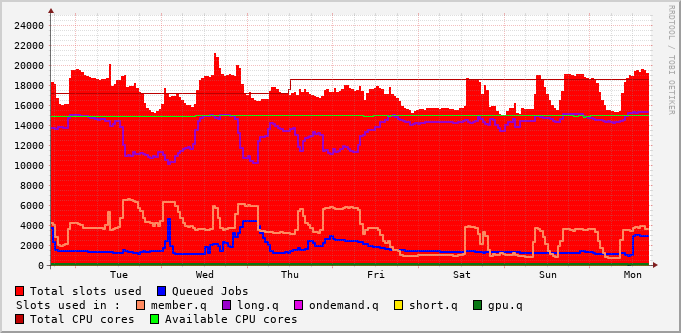 RRDTOOL / TOBI OETIKER
24000
22000
20000
18000
16000
14000
12000
10000
8000
6000
4000
2000
0
Tue Wed Thu Fri Sat Sun Mon
Total slots used Queued Jobs
Slots used in : member.q long.q ondemand.q short.q gpu.q
Total CPU cores Available CPU cores